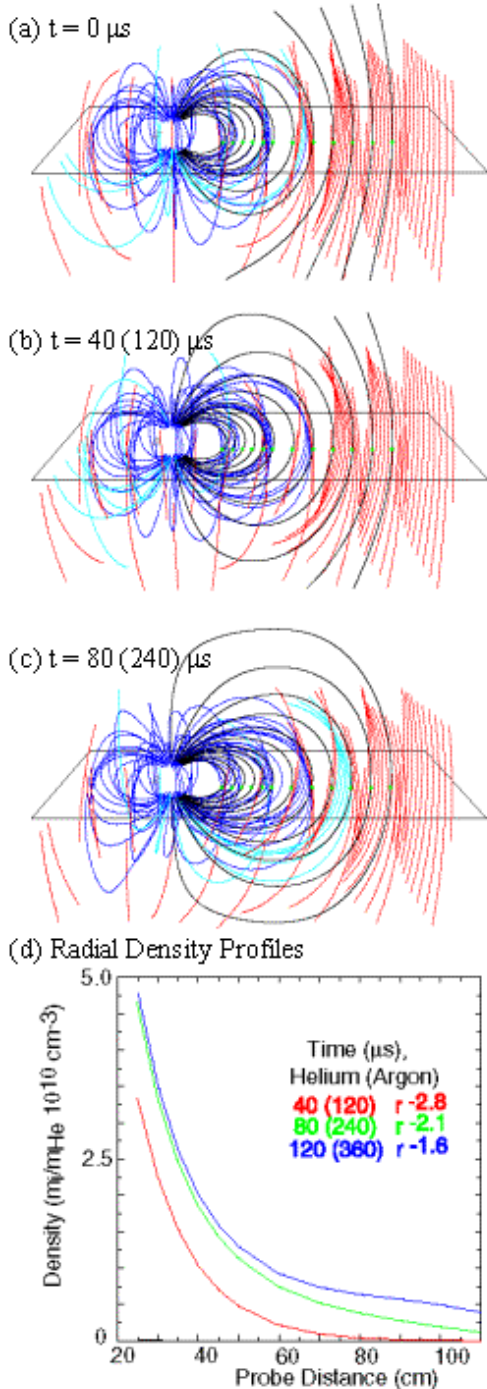 (a) t = 0 μs
(b) t = 40 (120) μs
(c) t = 80 (240) μs
(d) Radial Density Profiles
5.0
Time (μs),
Helium (Argon)
40 (120) r -2.8
80 (240) r -2.1
120 (360) r -1.6
2.5
0
Density (mi/mHe 10^10 cm-3)
20 40 60 80 100
Probe Distance (cm)